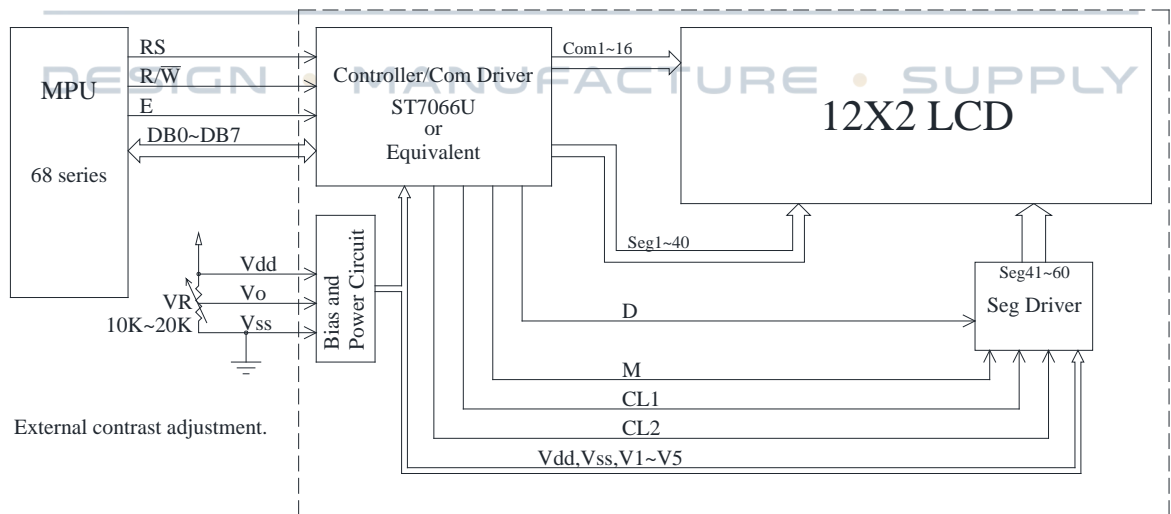 DESIGN • MANUFACTURE • SUPPLY
MPU
68 series
RS
R/W̅
E
DB0~DB7
Controller/Com Driver
ST7066U
or
Equivalent
Com1~16
12X2 LCD
Seg1~40
Vdd
Vo
Vss
VR
10K~20K
Bias and
Power Circuit
Seg41~60
Seg Driver
D
M
CL1
CL2
Vdd,Vss,V1~V5
External contrast adjustment.